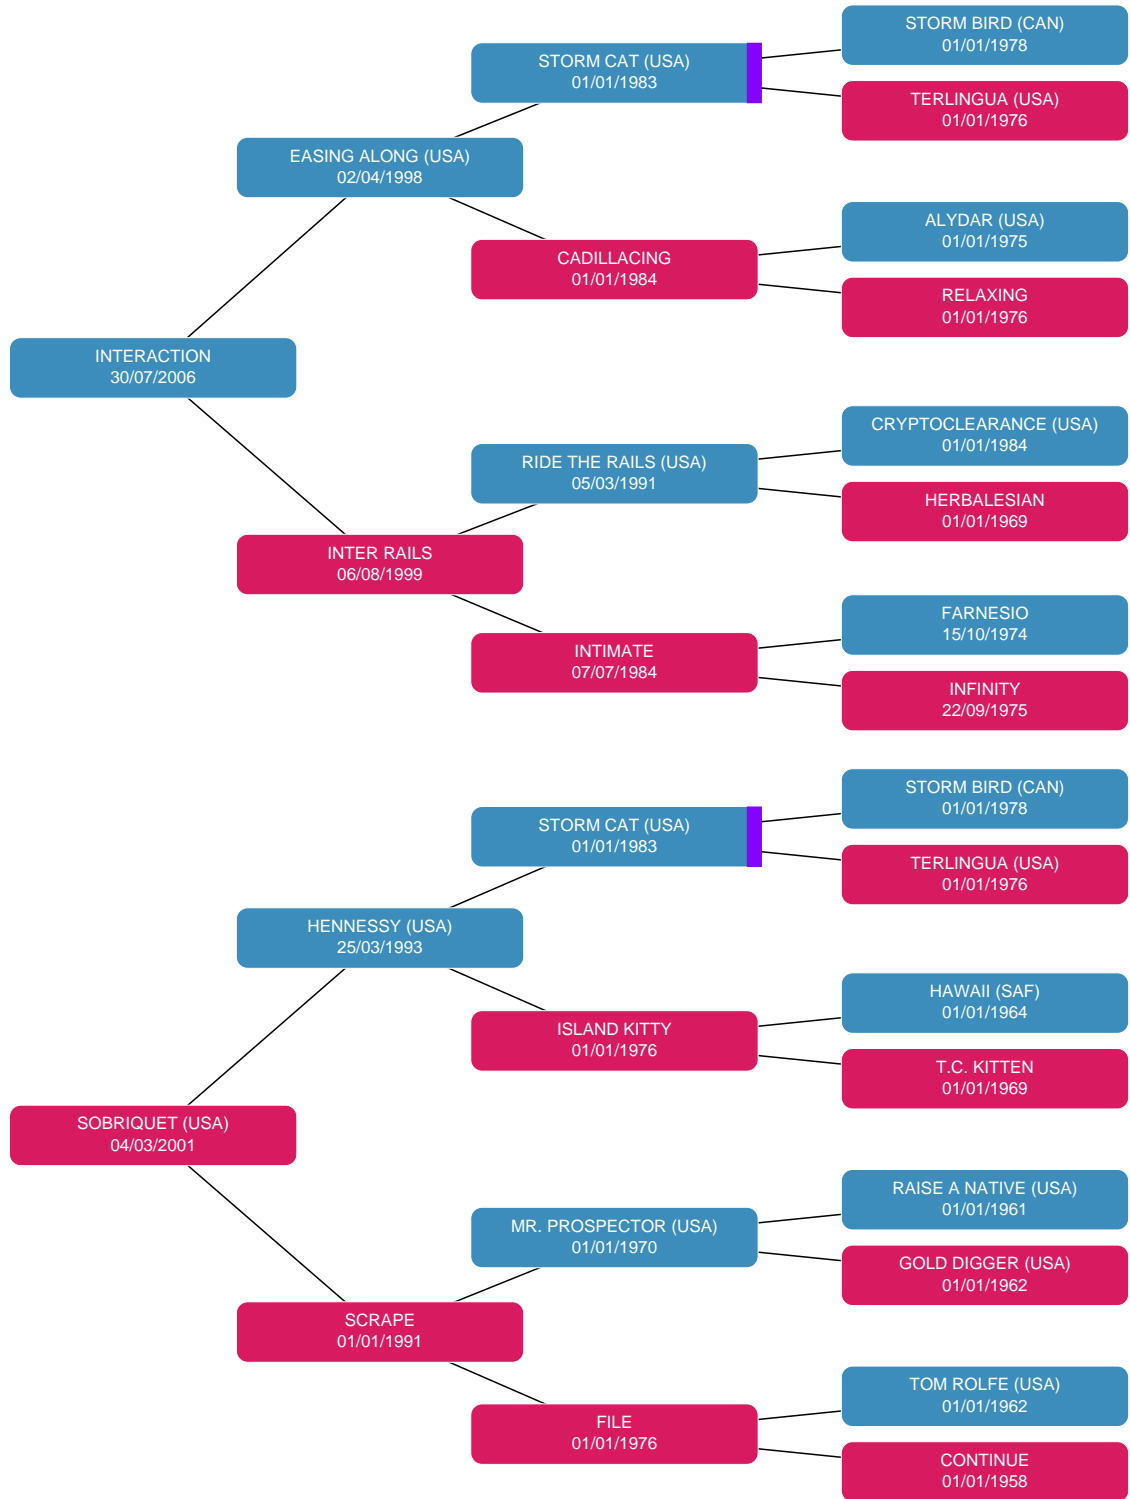 STORM BIRD (CAN)
01/01/1978
STORM CAT (USA)
01/01/1983
TERLINGUA (USA)
01/01/1976
EASING ALONG (USA)
02/04/1998
ALYDAR (USA)
01/01/1975
CADILLACING
01/01/1984
RELAXING
01/01/1976
INTERACTION
30/07/2006
CRYPTOCLEARANCE (USA)
01/01/1984
RIDE THE RAILS (USA)
05/03/1991
HERBALESIAN
01/01/1969
INTER RAILS
06/08/1999
FARNESIO
15/10/1974
INTIMATE
07/07/1984
INFINITY
22/09/1975
STORM BIRD (CAN)
01/01/1978
STORM CAT (USA)
01/01/1983
TERLINGUA (USA)
01/01/1976
HENNESSY (USA)
25/03/1993
HAWAII (SAF)
01/01/1964
ISLAND KITTY
01/01/1976
T.C. KITTEN
01/01/1969
SOBRIQUET (USA)
04/03/2001
RAISE A NATIVE (USA)
01/01/1961
MR. PROSPECTOR (USA)
01/01/1970
GOLD DIGGER (USA)
01/01/1962
SCRAPE
01/01/1991
TOM ROLFE (USA)
01/01/1962
FILE
01/01/1976
CONTINUE
01/01/1958